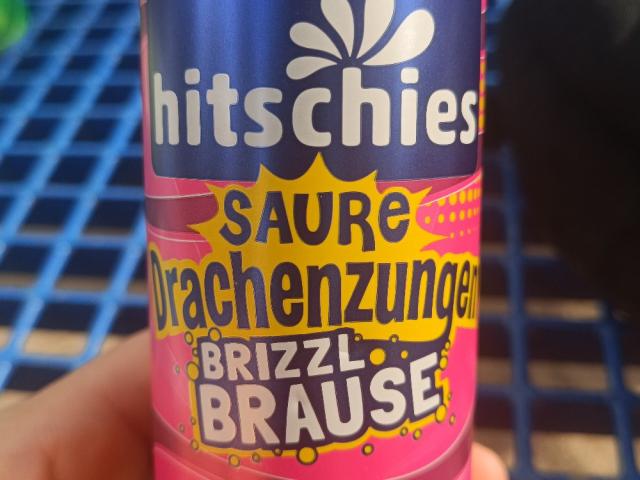 hitschies
SAURe
Drachenzungen
BRIZZL
BRAUSE